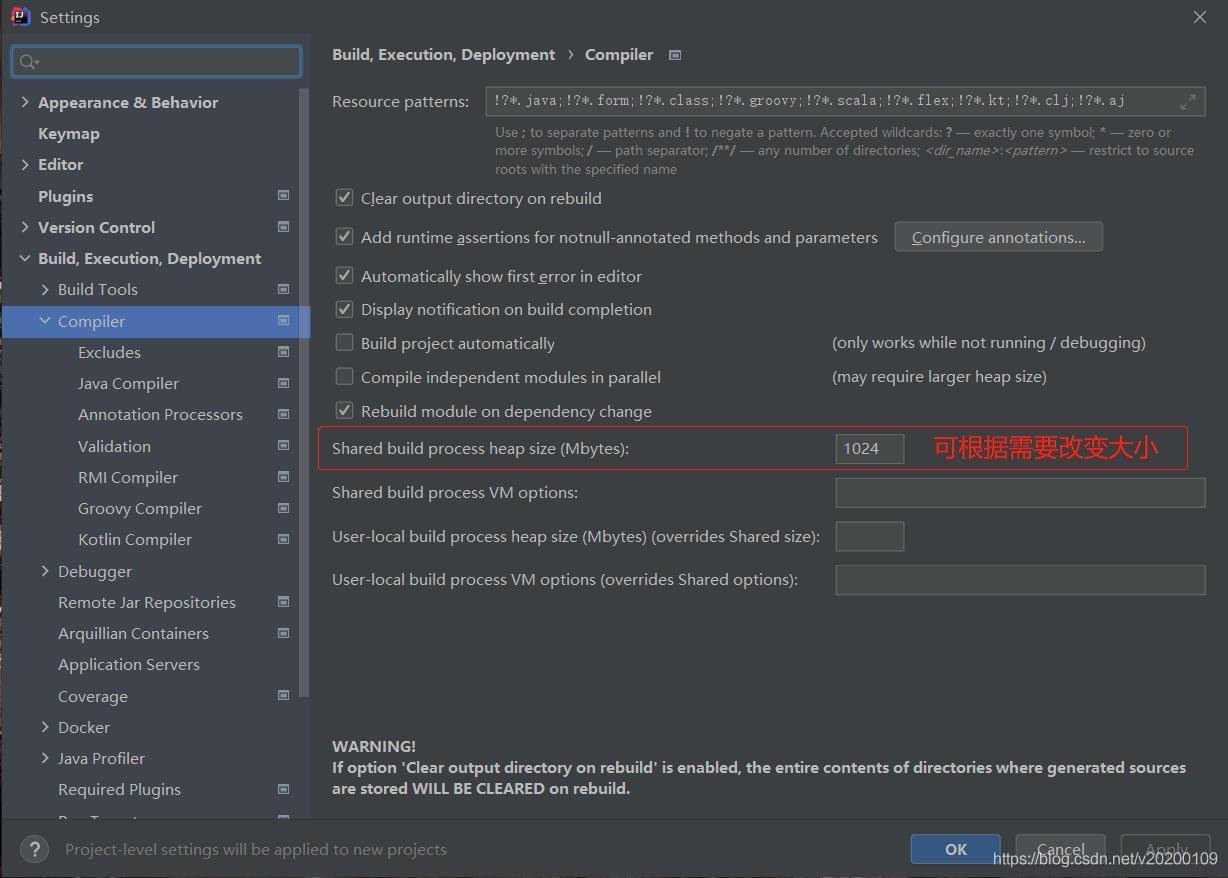 Settings
Build, Execution, Deployment › Compiler
Resource patterns: !?*.java;!?*.form;!?*.class;!?*.groovy;!?*.scala;!?*.flex;!?*.kt;!?*.clj;!?*.aj
Use ; to separate patterns and ! to negate a pattern. Accepted wildcards: ? — exactly one symbol; * — zero or
more symbols; / — path separator; /**/ — any number of directories; <dir_name>:<pattern> — restrict to source
roots with the specified name
Appearance & Behavior
Keymap
Editor
Plugins
Version Control
Build, Execution, Deployment
Build Tools
Compiler
Excludes
Java Compiler
Annotation Processors
Validation
RMI Compiler
Groovy Compiler
Kotlin Compiler
Debugger
Remote Jar Repositories
Arquillian Containers
Application Servers
Coverage
Docker
Java Profiler
Required Plugins
Clear output directory on rebuild
Add runtime assertions for notnull-annotated methods and parameters Configure annotations...
Automatically show first error in editor
Display notification on build completion
Build project automatically (only works while not running / debugging)
Compile independent modules in parallel (may require larger heap size)
Rebuild module on dependency change
Shared build process heap size (Mbytes): 1024 可根据需要改变大小
Shared build process VM options:
User-local build process heap size (Mbytes) (overrides Shared size):
User-local build process VM options (overrides Shared options):
WARNING!
If option 'Clear output directory on rebuild' is enabled, the entire contents of directories where generated sources
are stored WILL BE CLEARED on rebuild.
? Project-level settings will be applied to new projects
OK Cancel Apply
https://blog.csdn.net/v20200109